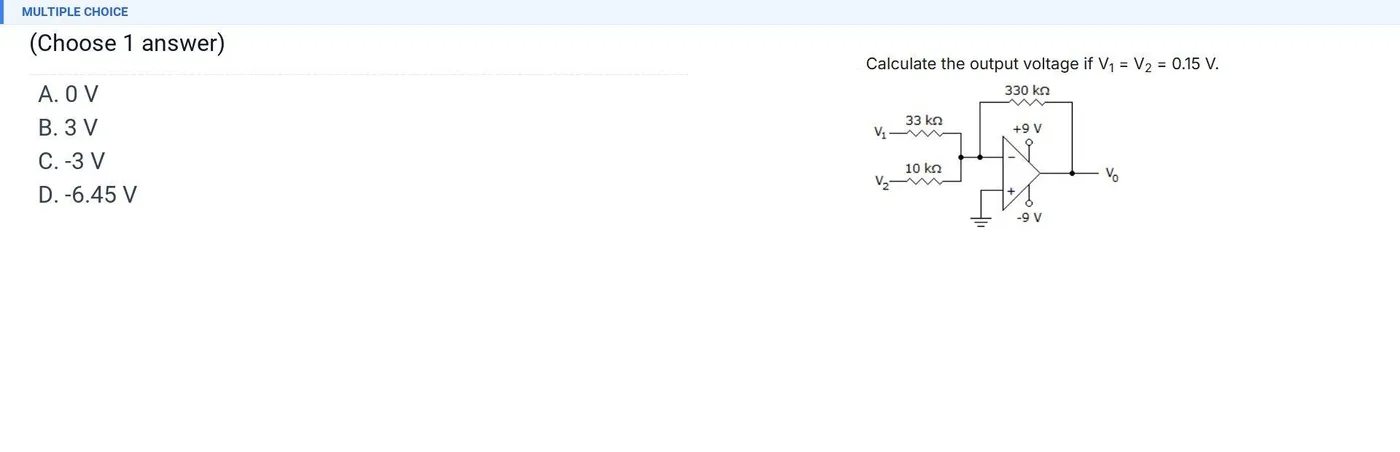 MULTIPLE CHOICE
(Choose 1 answer)
A. 0 V
B. 3 V
C. -3 V
D. -6.45 V
Calculate the output voltage if V₁ = V₂ = 0.15 V.
330 kΩ
33 kΩ
+9 V
V₁
10 kΩ
−
V₂
V₀
+
-9 V